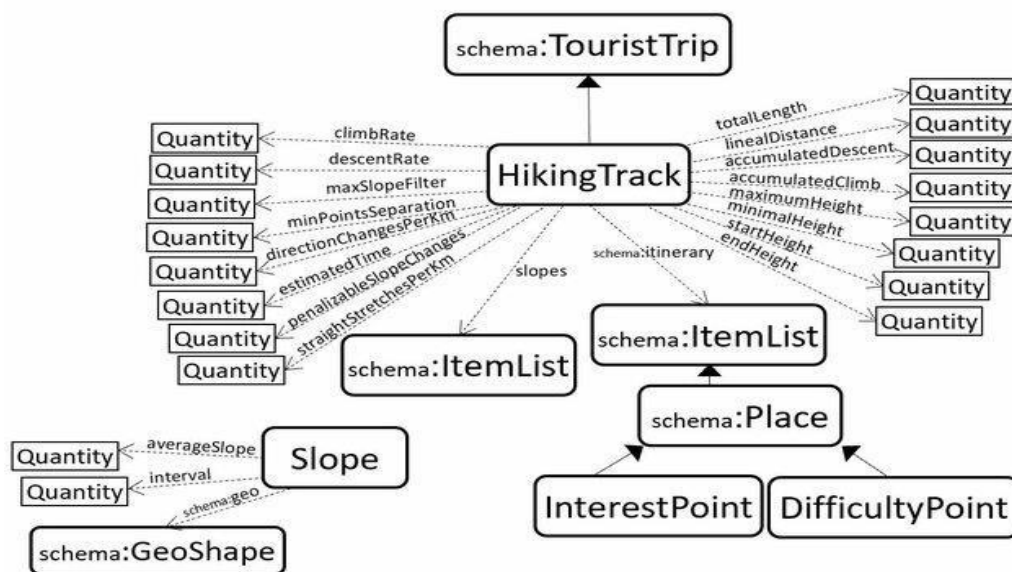 schema:TouristTrip
HikingTrack
climbRate
Quantity
descentRate
Quantity
maxSlopeFilter
Quantity
minPointsSeparation
Quantity
directionChangesPerKm
Quantity
estimatedTime
Quantity
penalizableSlopeChanges
Quantity
straightStretchesPerKm
Quantity
totalLength
Quantity
linealDistance
Quantity
accumulatedDescent
Quantity
accumulatedClimb
Quantity
maximumHeight
Quantity
minimalHeight
Quantity
startHeight
Quantity
endHeight
Quantity
slopes
schema:itinerary
schema:ItemList
schema:ItemList
schema:Place
InterestPoint
DifficultyPoint
Slope
averageSlope
Quantity
interval
Quantity
schema:geo
schema:GeoShape